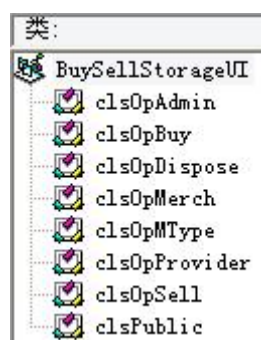 类:
BuySellStorageUI
clsOpAdmin
clsOpBuy
clsOpDispose
clsOpMerch
clsOpMType
clsOpProvider
clsOpSell
clsPublic